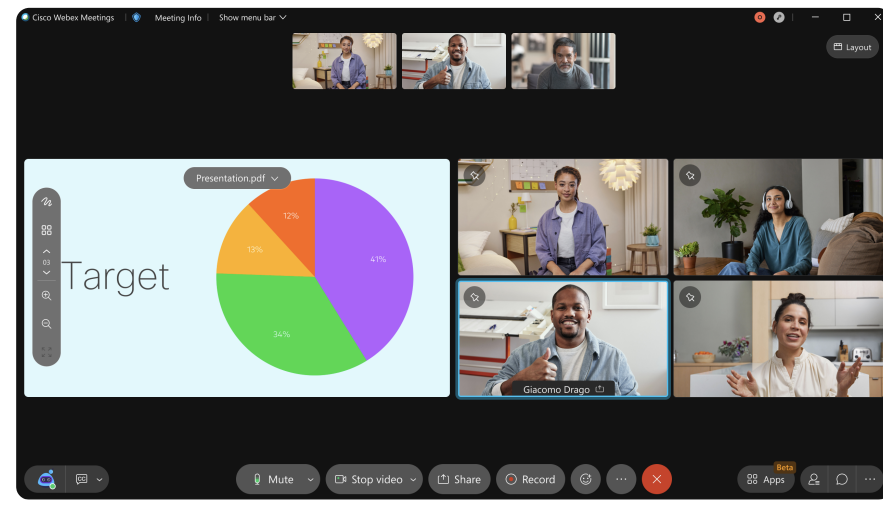 Cisco Webex Meetings
Meeting Info
Show menu bar
Layout
Presentation.pdf
12%
13%
41%
03
Target
34%
Giacomo Drago
Beta
CC
Mute
Stop video
Share
Record
Apps